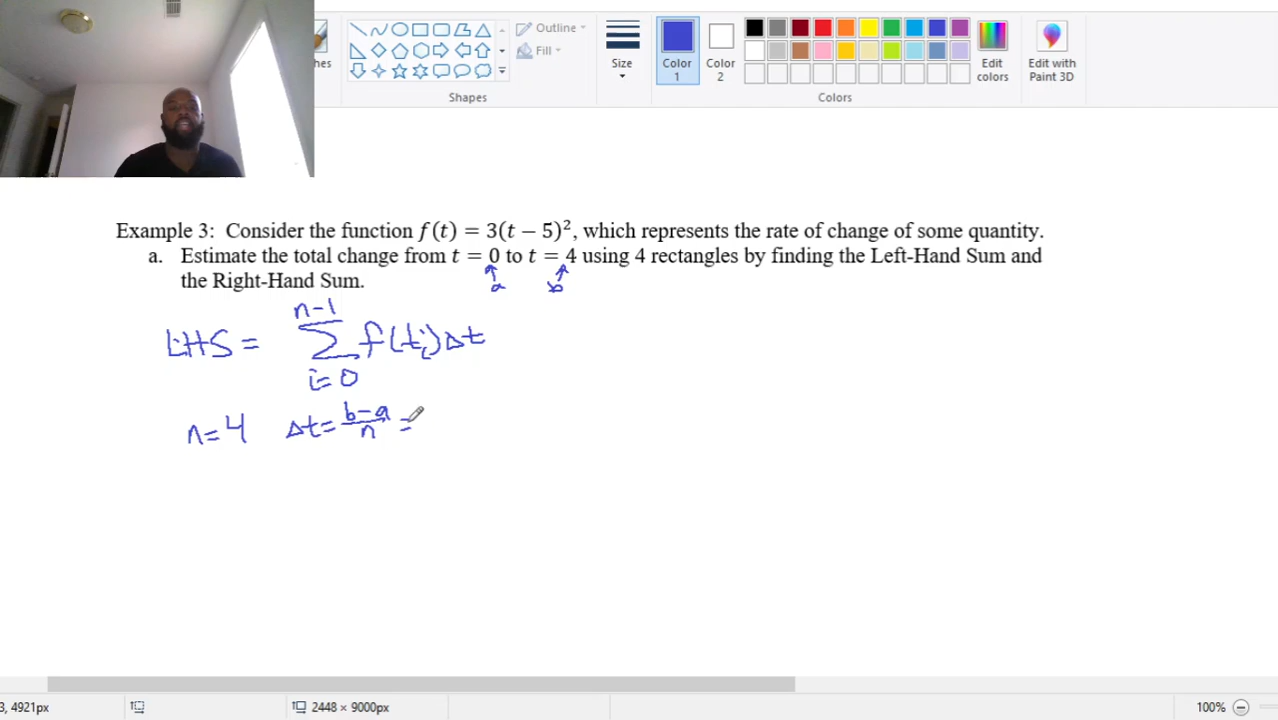 Outline
Fill
hes
Size
Color 1
Color 2
Edit colors
Edit with Paint 3D
Shapes
Colors
Example 3: Consider the function f(t) = 3(t − 5)², which represents the rate of change of some quantity.
a. Estimate the total change from t = 0 to t = 4 using 4 rectangles by finding the Left-Hand Sum and
the Right-Hand Sum.
a b
n-1
LHS = Σ f(tᵢ)Δt
i=0
n=4 Δt= b-a/n =
3, 4921px
2448 × 9000px
100%